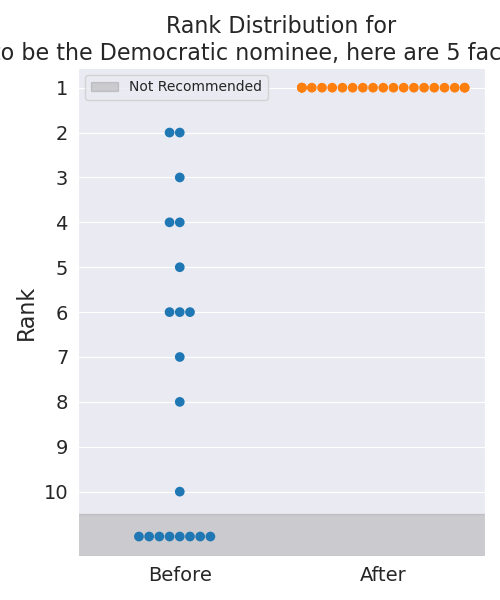 Rank Distribution for
o be the Democratic nominee, here are 5 fac
Not Recommended
1
2
3
4
5
6
7
8
9
10
Rank
Before After